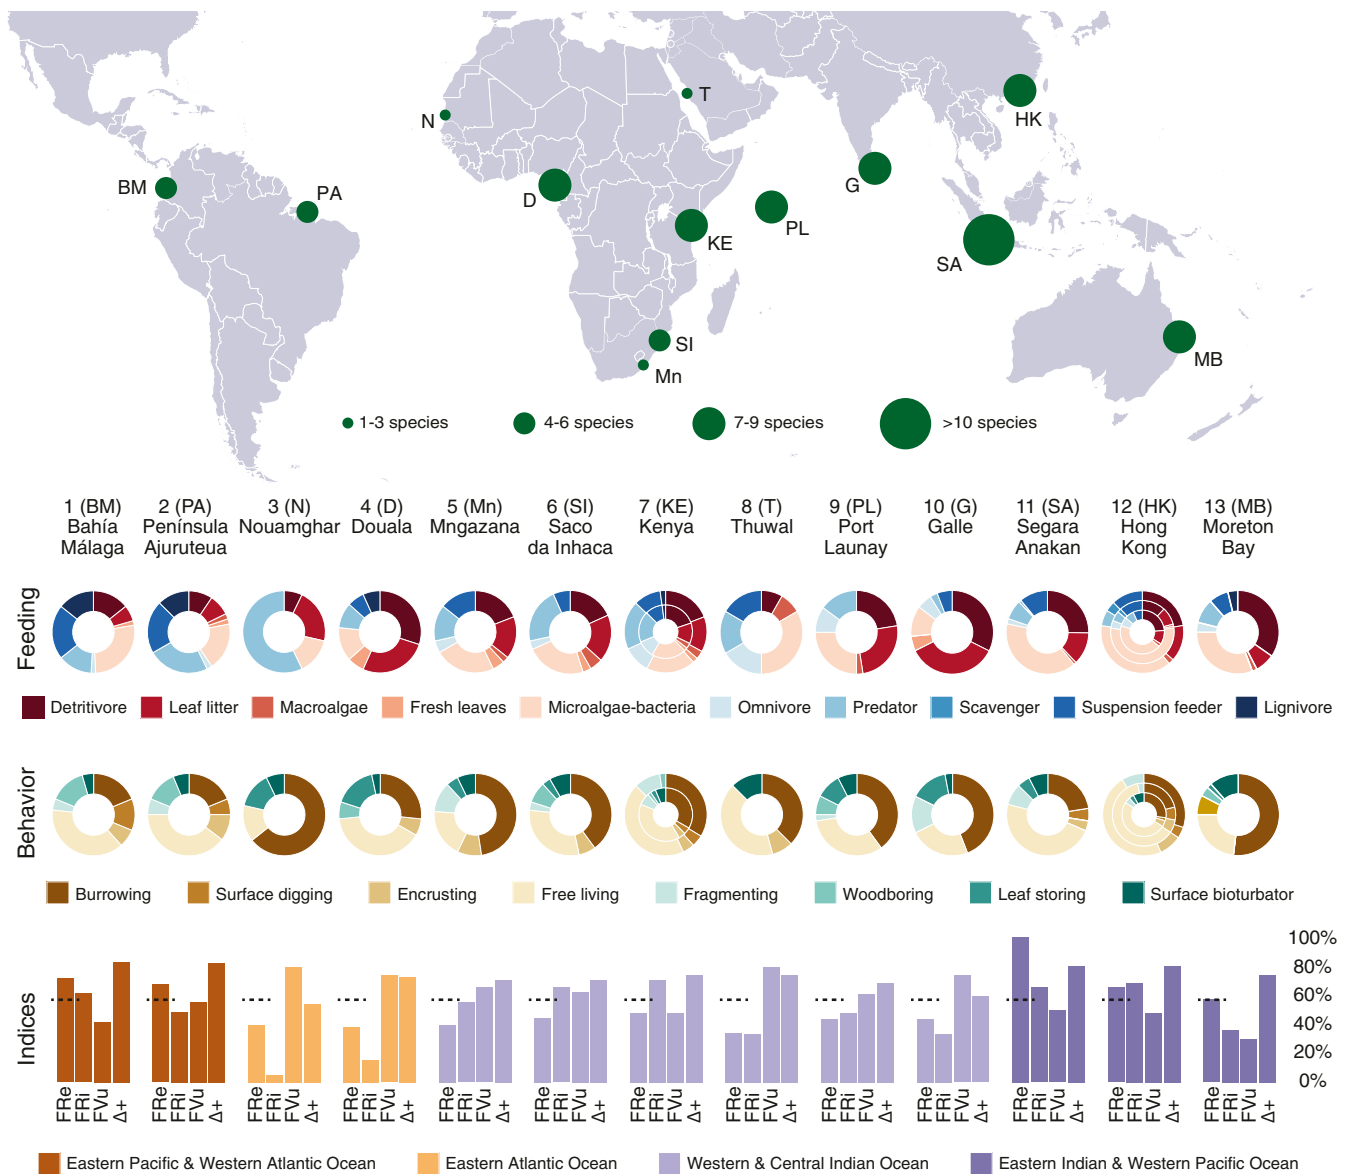 T
N
HK
BM
PA
G
D
PL
KE
SA
SI
MB
Mn
1-3 species
4-6 species
7-9 species
>10 species
1 (BM)
Bahía
Málaga
2 (PA)
Península
Ajuruteua
3 (N)
Nouamghar
4 (D)
Douala
5 (Mn)
Mngazana
6 (SI)
Saco
da Inhaca
7 (KE)
Kenya
8 (T)
Thuwal
9 (PL)
Port
Launay
10 (G)
Galle
11 (SA)
Segara
Anakan
12 (HK)
Hong
Kong
13 (MB)
Moreton
Bay
Feeding
Detritivore
Leaf litter
Macroalgae
Fresh leaves
Microalgae-bacteria
Omnivore
Predator
Scavenger
Suspension feeder
Lignivore
Behavior
Burrowing
Surface digging
Encrusting
Free living
Fragmenting
Woodboring
Leaf storing
Surface bioturbator
Indices
100%
80%
60%
40%
20%
0%
FRe FRi FVu Δ+
FRe FRi FVu Δ+
FRe FRi FVu Δ+
FRe FRi FVu Δ+
FRe FRi FVu Δ+
FRe FRi FVu Δ+
FRe FRi FVu Δ+
FRe FRi FVu Δ+
FRe FRi FVu Δ+
FRe FRi FVu Δ+
FRe FRi FVu Δ+
FRe FRi FVu Δ+
FRe FRi FVu Δ+
Eastern Pacific & Western Atlantic Ocean
Eastern Atlantic Ocean
Western & Central Indian Ocean
Eastern Indian & Western Pacific Ocean